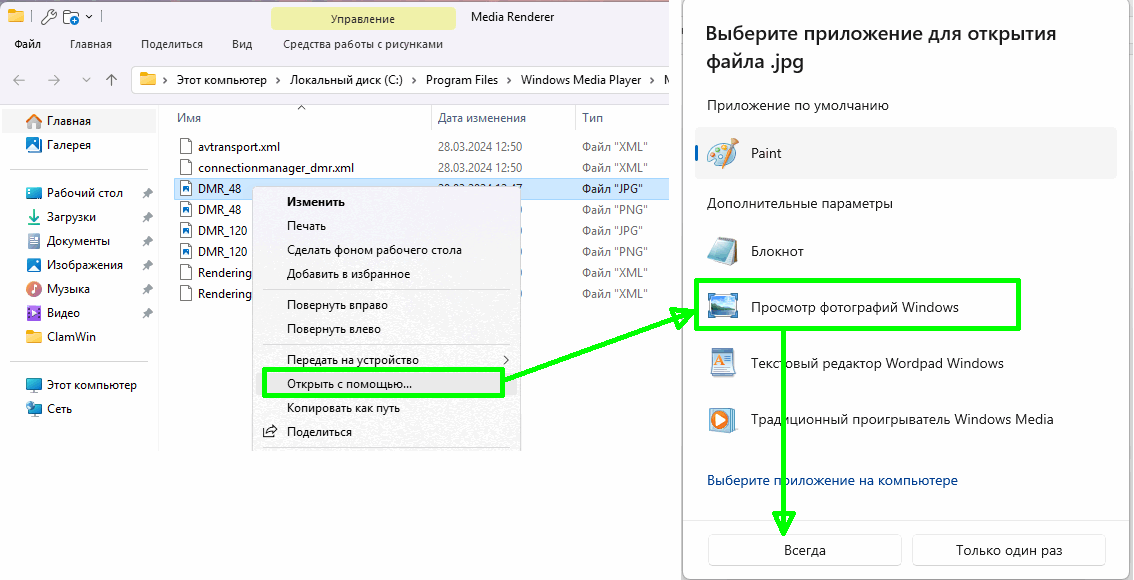 Управление
Media Renderer
Файл
Главная
Поделиться
Вид
Средства работы с рисунками
Этот компьютер > Локальный диск (C:) > Program Files > Windows Media Player >
Главная
Галерея
Рабочий стол
Загрузки
Документы
Изображения
Музыка
Видео
ClamWin
Этот компьютер
Сеть
Имя
Дата изменения
Тип
avtransport.xml 28.03.2024 12:50 Файл "XML"
connectionmanager_dmr.xml 28.03.2024 12:50 Файл "XML"
DMR_48 Файл "JPG"
DMR_48 Файл "PNG"
DMR_120 Файл "JPG"
DMR_120 Файл "PNG"
Rendering Файл "XML"
Rendering Файл "XML"
Изменить
Печать
Сделать фоном рабочего стола
Добавить в избранное
Повернуть вправо
Повернуть влево
Передать на устройство
Открыть с помощью...
Копировать как путь
Поделиться
Выберите приложение для открытия
файла .jpg
Приложение по умолчанию
Paint
Дополнительные параметры
Блокнот
Просмотр фотографий Windows
Текстовый редактор Wordpad Windows
Традиционный проигрыватель Windows Media
Выберите приложение на компьютере
Всегда
Только один раз